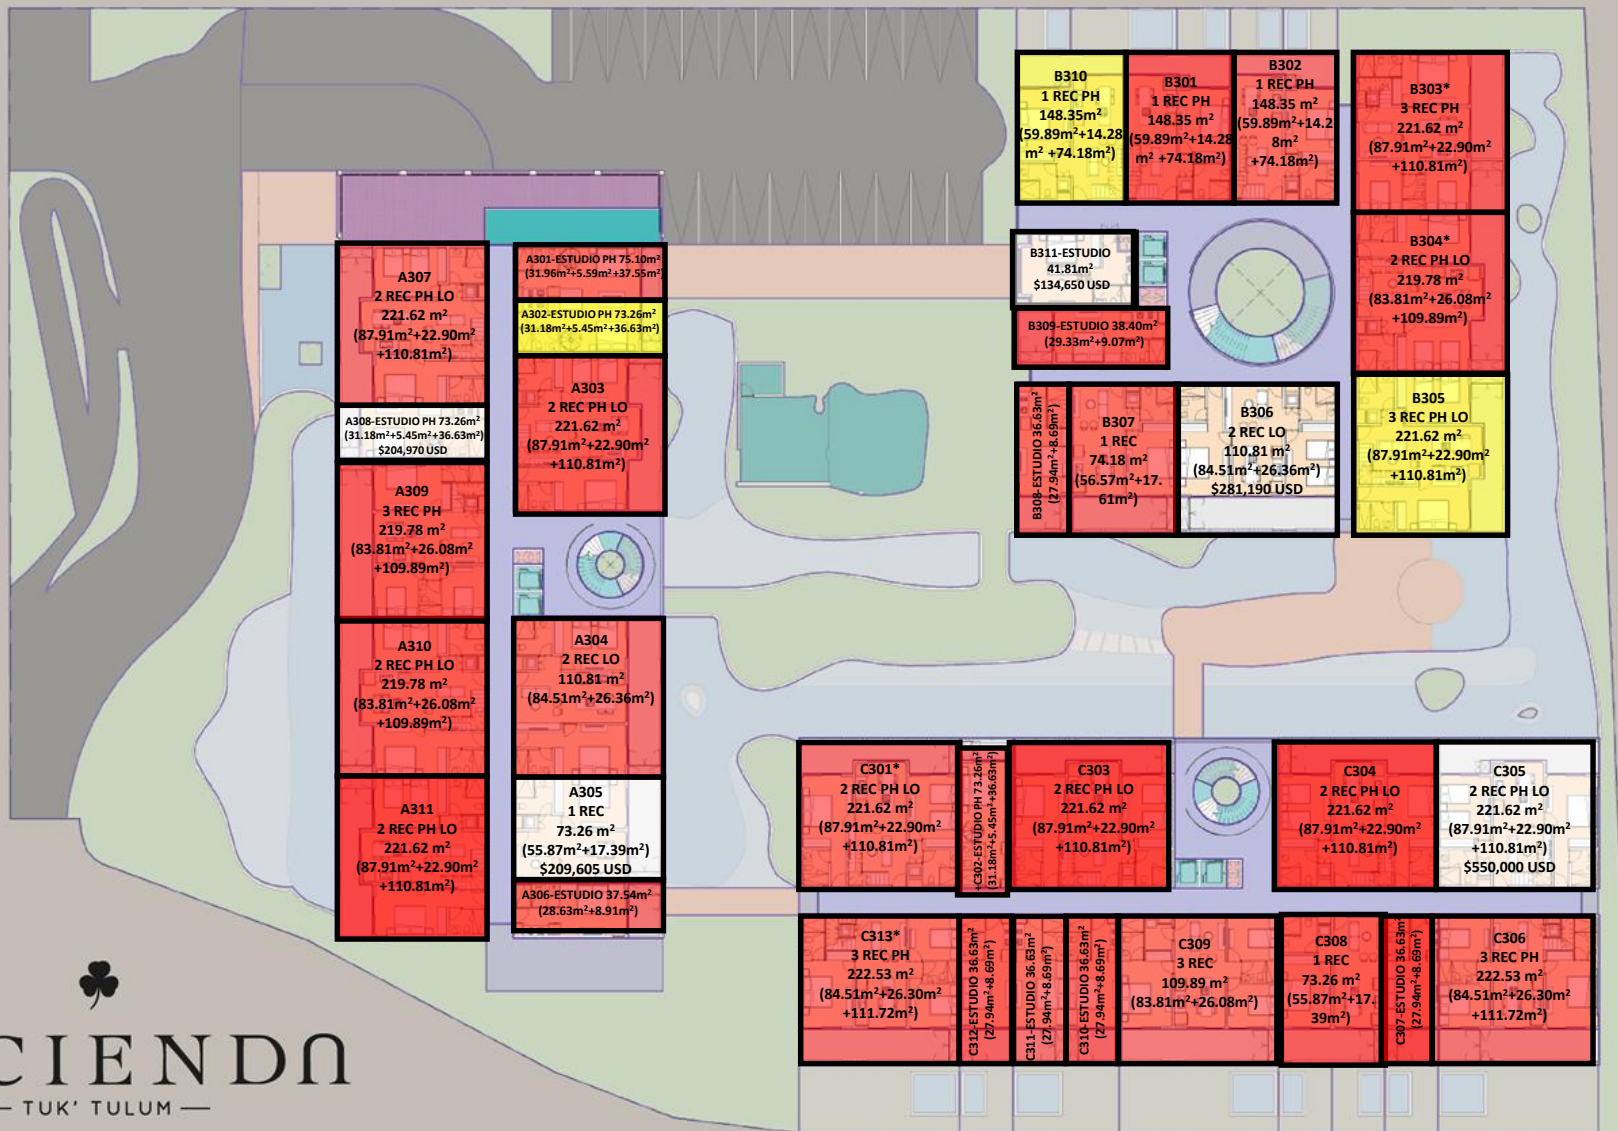 B310
1 REC PH
148.35m²
(59.89m²+14.28
m² +74.18m²)
B301
1 REC PH
148.35 m²
(59.89m²+14.28
m² +74.18m²)
B302
1 REC PH
148.35 m²
(59.89m²+14.2
8m²
+74.18m²)
B303*
3 REC PH
221.62 m²
(87.91m²+22.90m²
+110.81m²)
B304*
2 REC PH LO
219.78 m²
(83.81m²+26.08m²
+109.89m²)
B305
3 REC PH LO
221.62 m²
(87.91m²+22.90m²
+110.81m²)
B311-ESTUDIO
41.81m²
$134,650 USD
B309-ESTUDIO 38.40m²
(29.33m²+9.07m²)
B308-ESTUDIO 36.63m²
(27.94m²+8.69m²)
B307
1 REC
74.18 m²
(56.57m²+17.
61m²)
B306
2 REC LO
110.81 m²
(84.51m²+26.36m²)
$281,190 USD
A307
2 REC PH LO
221.62 m²
(87.91m²+22.90m²
+110.81m²)
A301-ESTUDIO PH 75.10m²
(31.96m²+5.59m²+37.55m²
A302-ESTUDIO PH 73.26m²
(31.18m²+5.45m²+36.63m²)
A303
2 REC PH LO
221.62 m²
(87.91m²+22.90m²
+110.81m²)
A308-ESTUDIO PH 73.26m²
(31.18m²+5.45m²+36.63m²)
$204,970 USD
A309
3 REC PH
219.78 m²
(83.81m²+26.08m²
+109.89m²)
A310
2 REC PH LO
219.78 m²
(83.81m²+26.08m²
+109.89m²)
A311
2 REC PH LO
221.62 m²
(87.91m²+22.90m²
+110.81m²)
A304
2 REC LO
110.81 m²
(84.51m²+26.36m²)
A305
1 REC
73.26 m²
(55.87m²+17.39m²)
$209,605 USD
A306-ESTUDIO 37.54m²
(28.63m²+8.91m²)
C301*
2 REC PH LO
221.62 m²
(87.91m²+22.90m²
+110.81m²)
+C302-ESTUDIO PH 73.26m²
(31.18m²+5.45m²+36.63m²)
C303
2 REC PH LO
221.62 m²
(87.91m²+22.90m²
+110.81m²)
C304
2 REC PH LO
221.62 m²
(87.91m²+22.90m²
+110.81m²)
C305
2 REC PH LO
221.62 m²
(87.91m²+22.90m²
+110.81m²)
$550,000 USD
C313*
3 REC PH
222.53 m²
(84.51m²+26.30m²
+111.72m²)
C312-ESTUDIO 36.63m²
(27.94m²+8.69m²)
C311-ESTUDIO 36.63m²
(27.94m²+8.69m²)
C310-ESTUDIO 36.63m²
(27.94m²+8.69m²)
C309
3 REC
109.89 m²
(83.81m²+26.08m²)
C308
1 REC
73.26 m²
(55.87m²+17.
39m²)
C307-ESTUDIO 36.63m²
(27.94m²+8.69m²)
C306
3 REC PH
222.53 m²
(84.51m²+26.30m²
+111.72m²)
CIENDA
TUK' TULUM